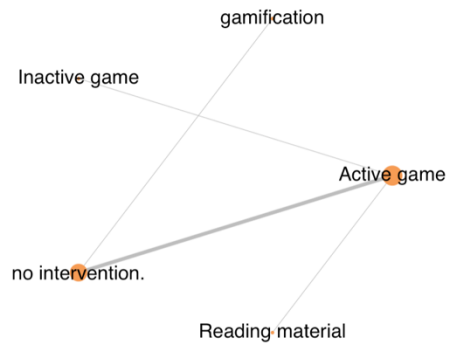 gamification
Inactive game
Active game
no intervention.
Reading material